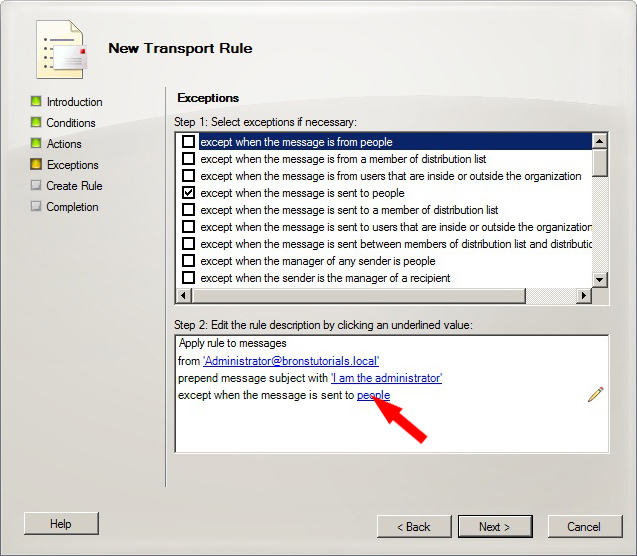 New Transport Rule
Introduction
Conditions
Actions
Exceptions
Create Rule
Completion
Exceptions
Step 1: Select exceptions if necessary:
except when the message is from people
except when the message is from a member of distribution list
except when the message is from users that are inside or outside the organization
except when the message is sent to people
except when the message is sent to a member of distribution list
except when the message is sent to users that are inside or outside the organization
except when the message is sent between members of distribution list and distributio
except when the manager of any sender is people
except when the sender is the manager of a recipient
Step 2: Edit the rule description by clicking an underlined value:
Apply rule to messages
from 'Administrator@bronstutorials.local'
prepend message subject with 'I am the administrator'
except when the message is sent to people
Help
< Back
Next >
Cancel